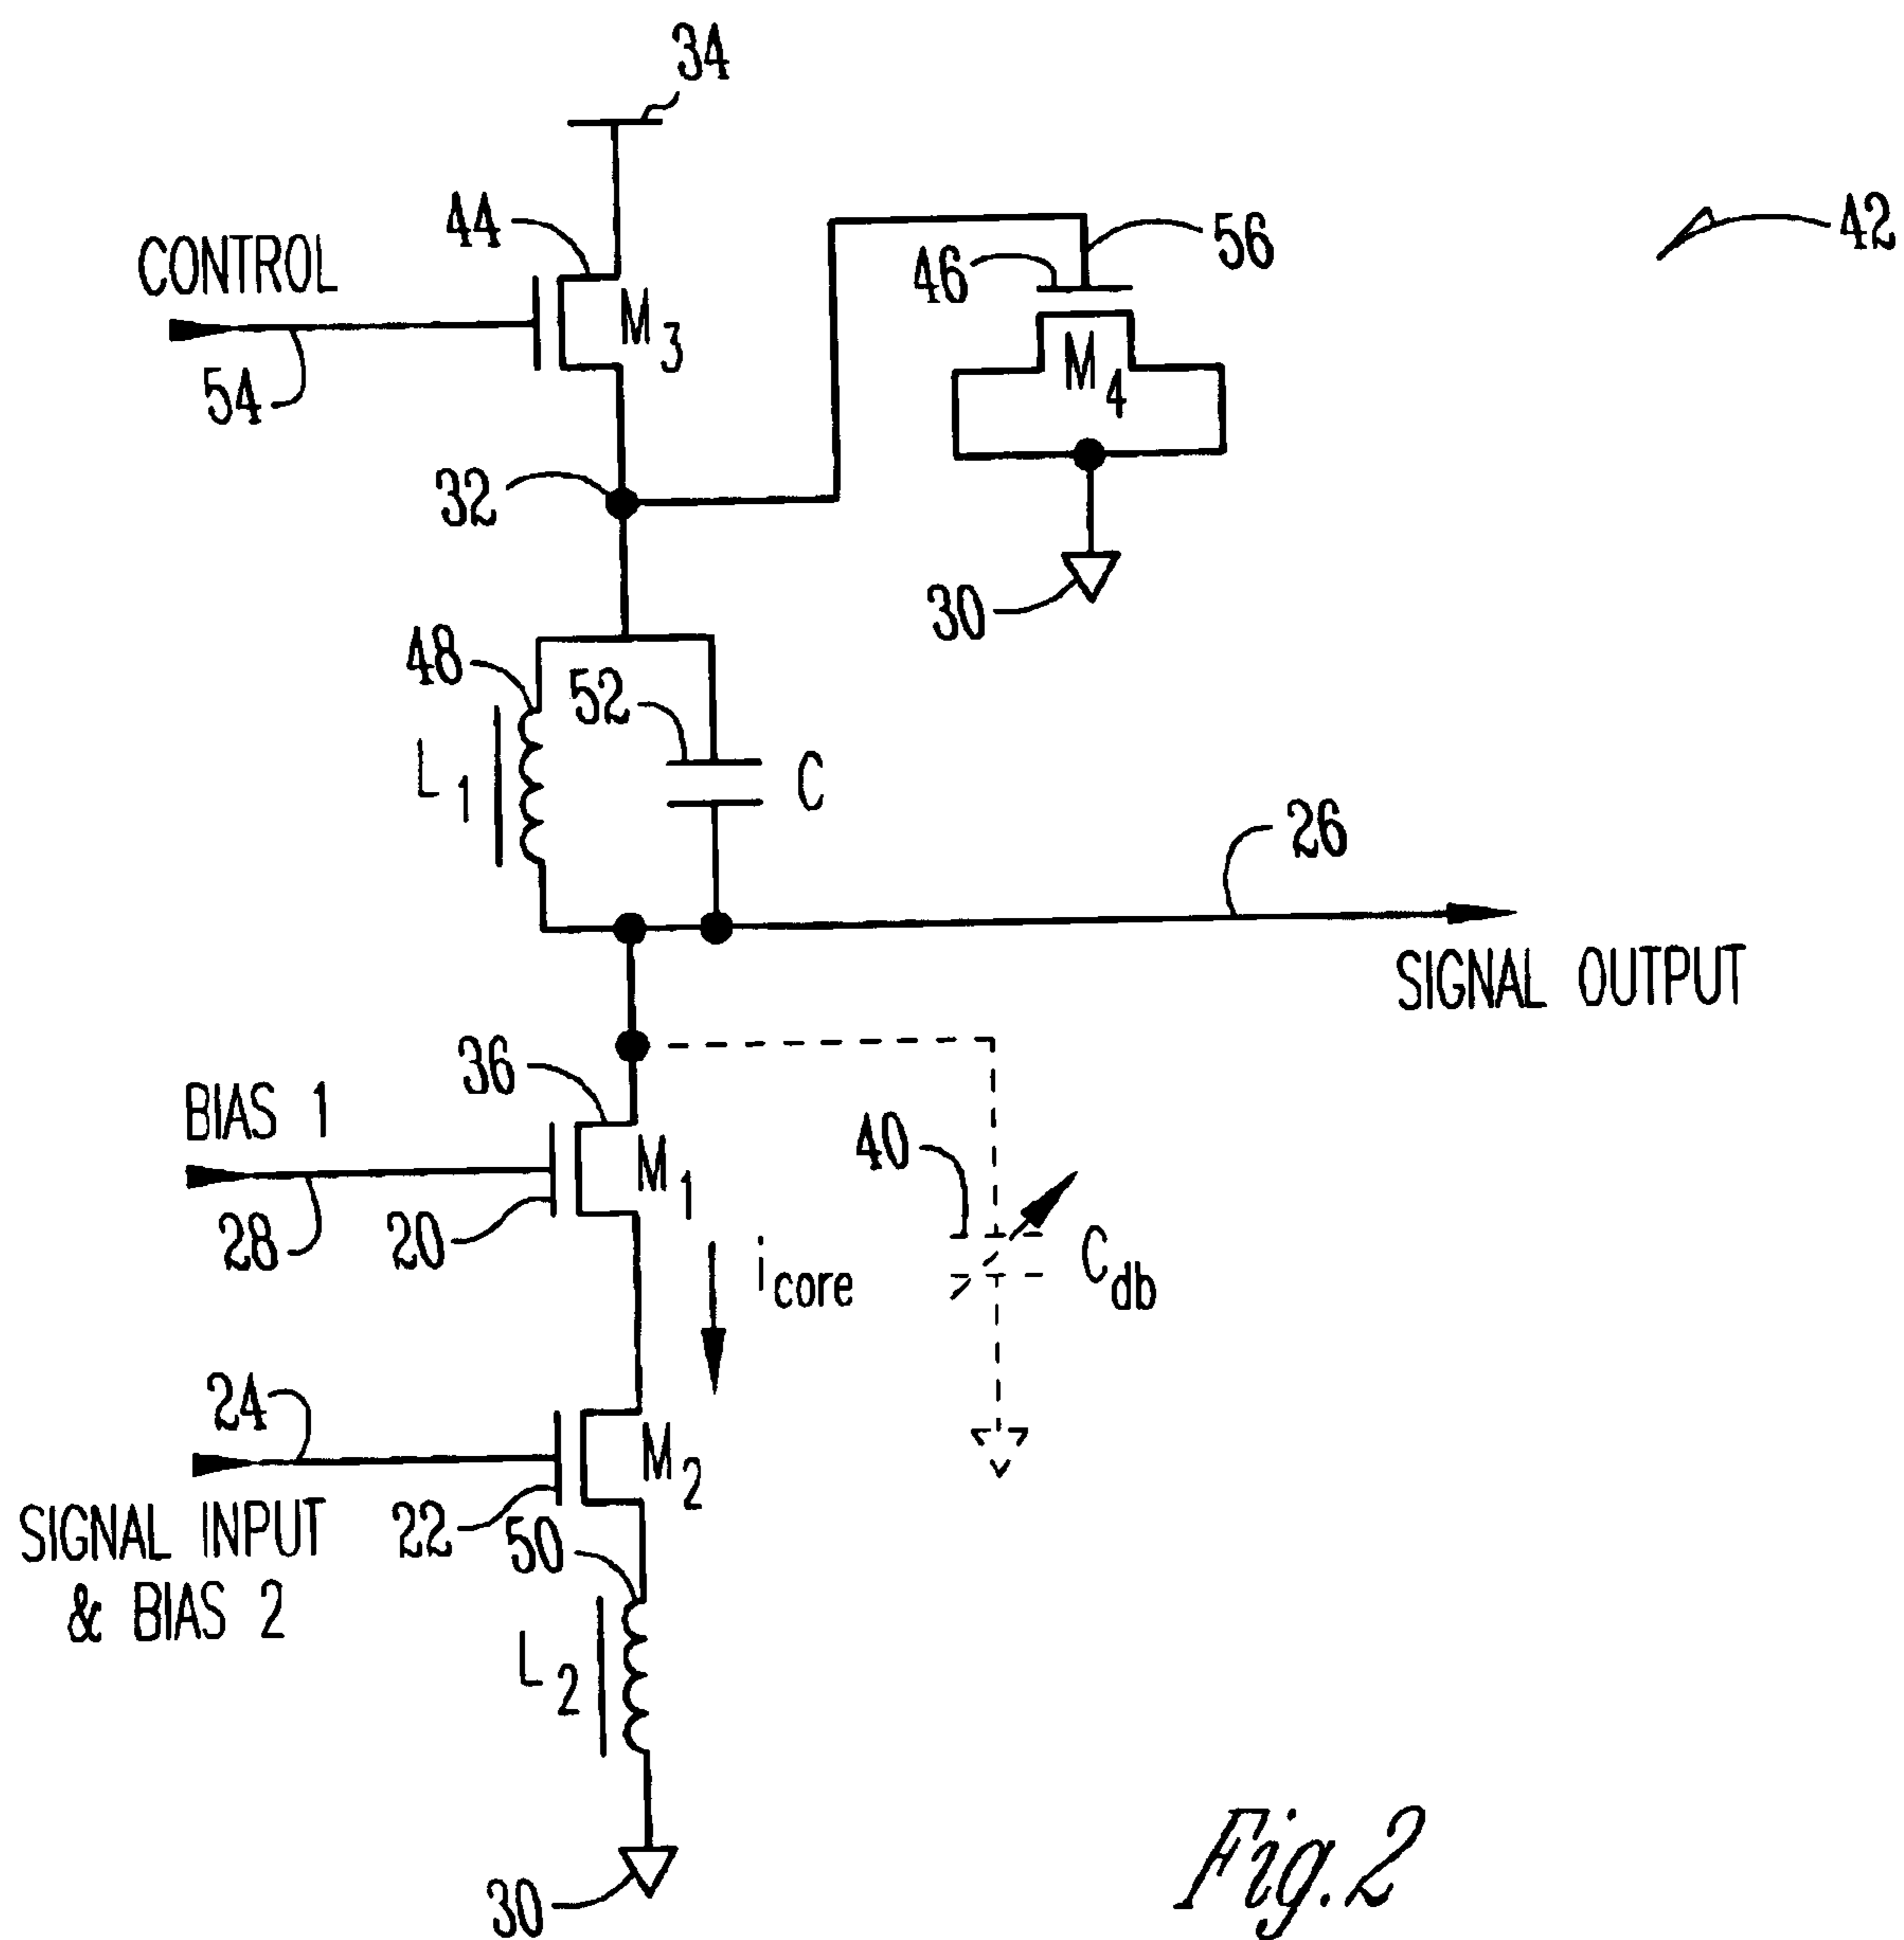 34
44
42
CONTROL
46
56
M3
M4
54
32
30
48
52
L1
C
26
SIGNAL OUTPUT
36
BIAS 1
M1
40
28
20
icore
Cdb
24
M2
SIGNAL INPUT
& BIAS 2
22
50
L2
30
Fig. 2